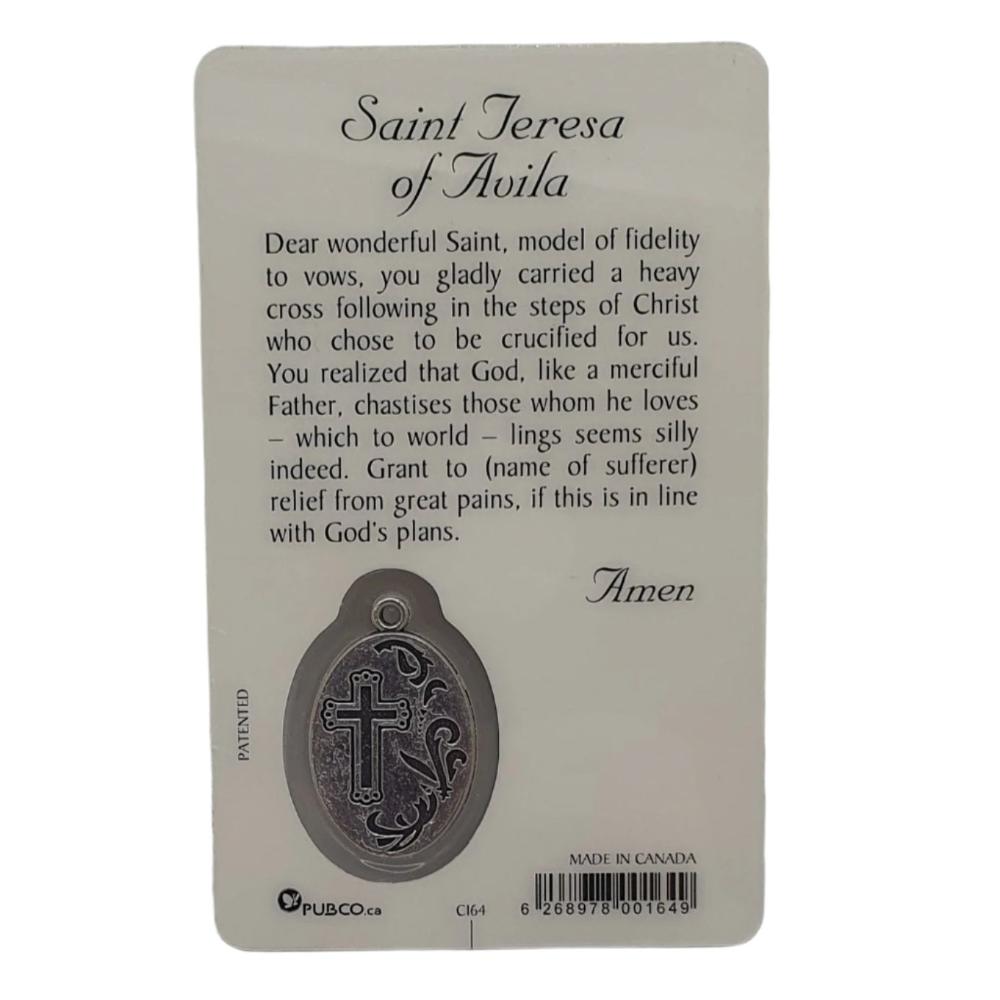 Saint Teresa
of Avila
Dear wonderful Saint, model of fidelity
to vows, you gladly carried a heavy
cross following in the steps of Christ
who chose to be crucified for us.
You realized that God, like a merciful
Father, chastises those whom he loves
– which to world – lings seems silly
indeed. Grant to (name of sufferer)
relief from great pains, if this is in line
with God's plans.
Amen
PATENTED
MADE IN CANADA
PUBCO.ca
C164
6 268978 001649